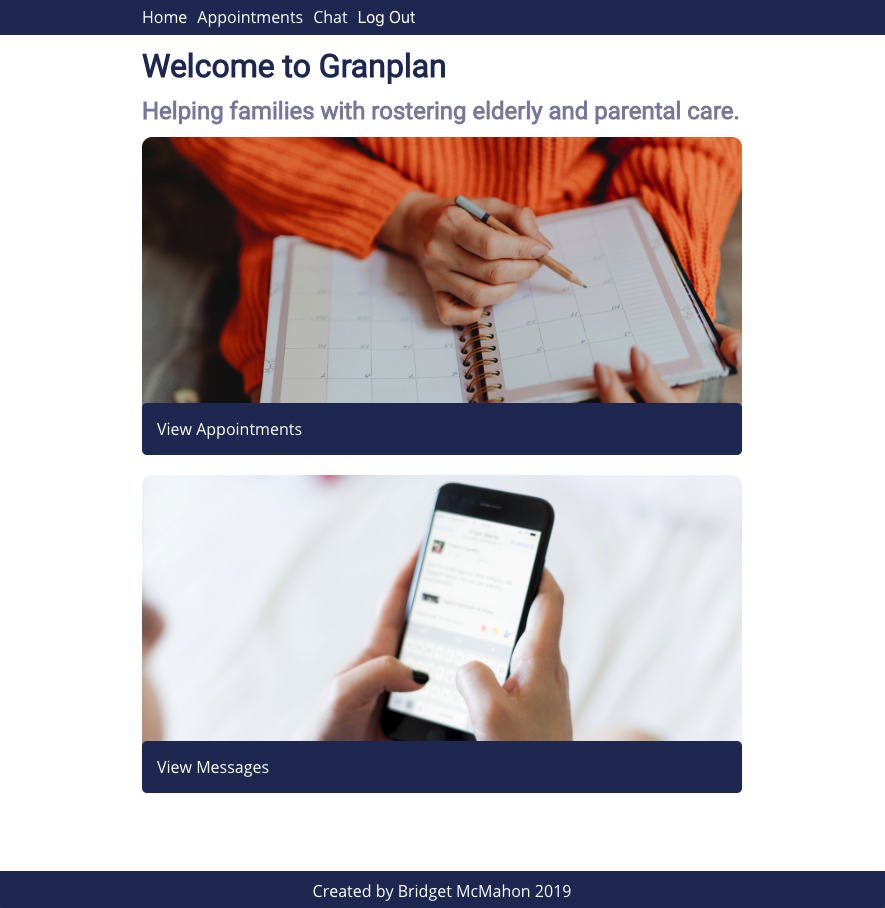 Home Appointments Chat Log Out
Welcome to Granplan
Helping families with rostering elderly and parental care.
View Appointments
View Messages
Created by Bridget McMahon 2019